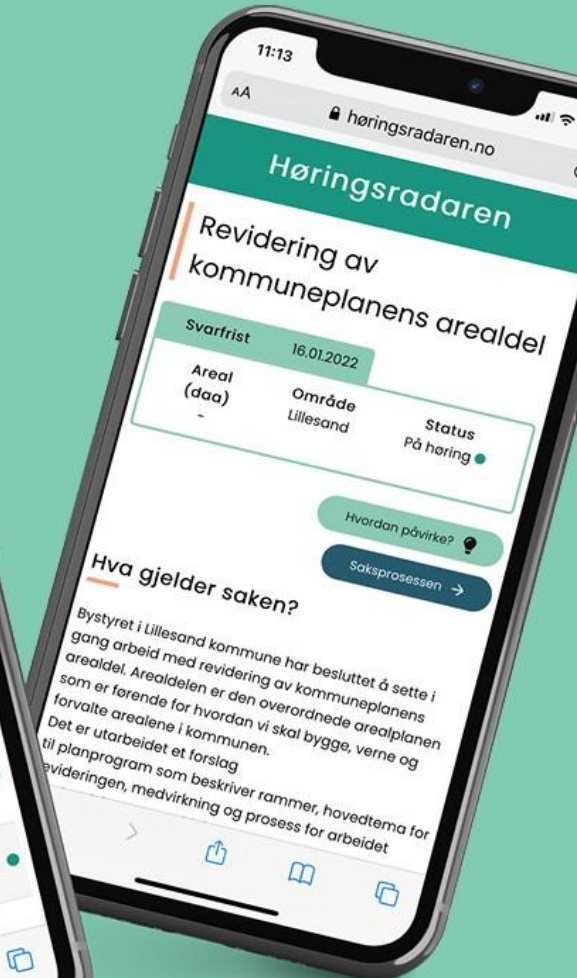 11:13
AA
høringsradaren.no
Høringsradaren
Revidering av
kommuneplanens arealdel
Svarfrist 16.01.2022
Areal Område Status
(daa) Lillesand På høring
-
Hvordan påvirke?
Saksprosessen →
Hva gjelder saken?
Bystyret i Lillesand kommune har besluttet å sette i
gang arbeid med revidering av kommuneplanens
arealdel. Arealdelen er den overordnede arealplanen
som er førende for hvordan vi skal bygge, verne og
forvalte arealene i kommunen.
Det er utarbeidet et forslag
til planprogram som beskriver rammer, hovedtema for
evideringen, medvirkning og prosess for arbeidet